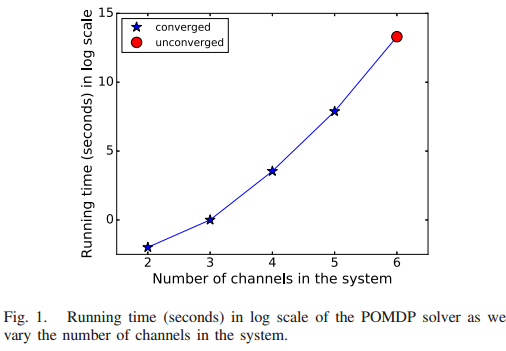 15
10
5
0
Running time (seconds) in log scale
converged
unconverged
2 3 4 5 6
Number of channels in the system
Fig. 1. Running time (seconds) in log scale of the POMDP solver as we
vary the number of channels in the system.